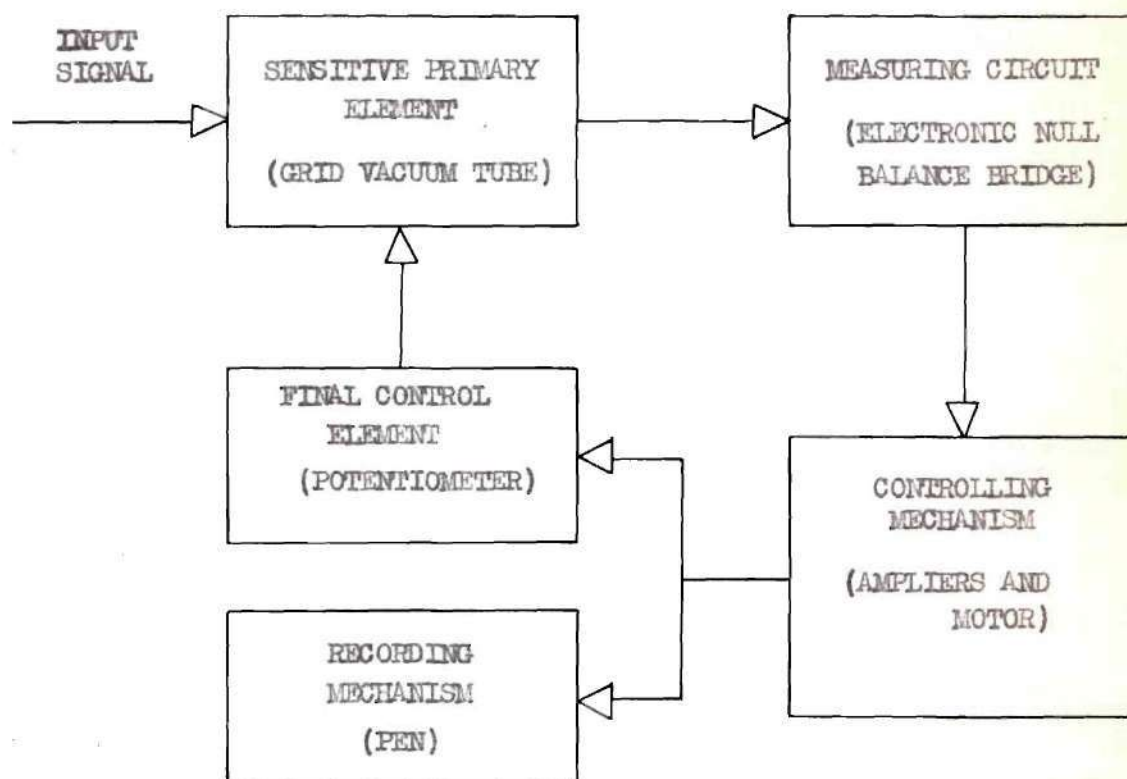 INPUT
SIGNAL
SENSITIVE PRIMARY
ELEMENT
(GRID VACUUM TUBE)
MEASURING CIRCUIT
(ELECTRONIC NULL
BALANCE BRIDGE)
FINAL CONTROL
ELEMENT
(POTENTIOMETER)
CONTROLLING
MECHANISM
(AMPLIERS AND
MOTOR)
RECORDING
MECHANISM
(PEN)